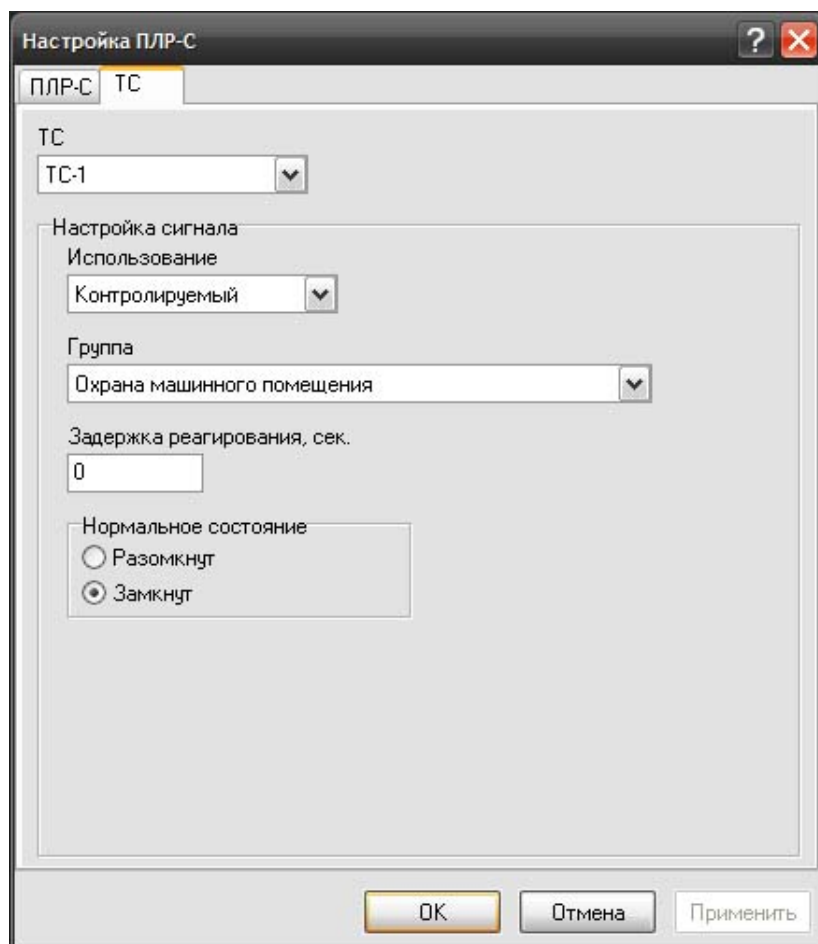 Настройка ПЛР-С
?
ПЛР-С ТС
ТС
ТС-1
Настройка сигнала
Использование
Контролируемый
Группа
Охрана машинного помещения
Задержка реагирования, сек.
0
Нормальное состояние
Разомкнут
Замкнут
ОК Отмена Применить